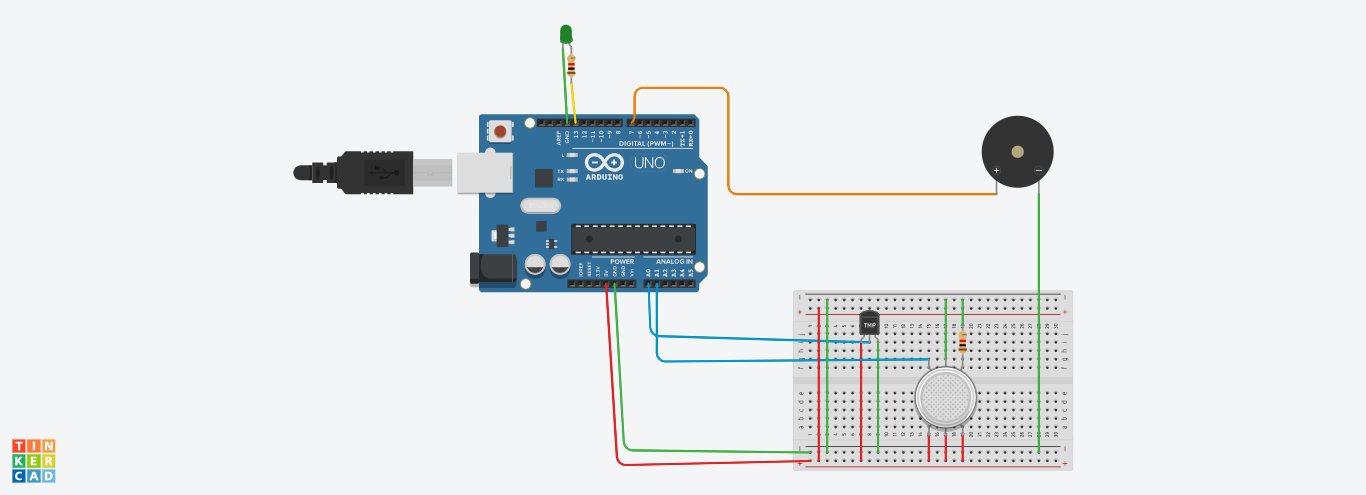 AREF
GND
13
12
~11
~10
~9
8
7
~6
~5
4
~3
2
TX→1
RX←0
DIGITAL (PWM~)
L
TX
RX
UNO
ON
ARDUINO
POWER
ANALOG IN
IOREF
RESET
3.3V
5V
GND
GND
Vin
A0
A1
A2
A3
A4
A5
TMP
a b c d e
TIN
KER
CAD